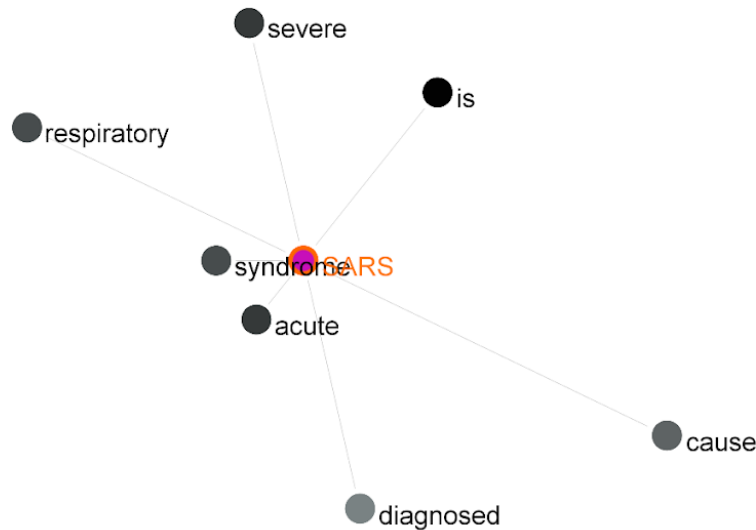 severe
is
respiratory
syndrome
SARS
acute
cause
diagnosed